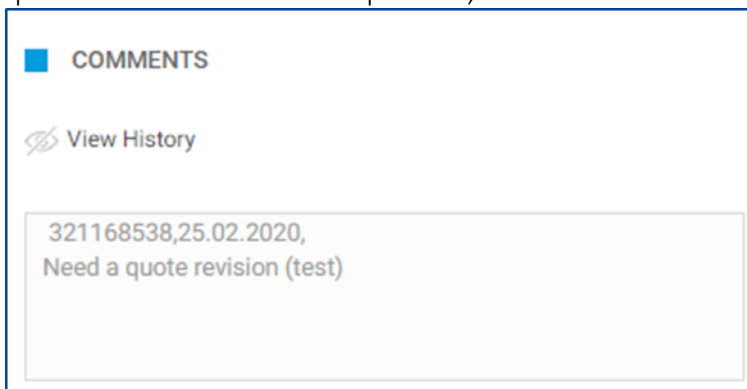 COMMENTS
View History
321168538,25.02.2020,
Need a quote revision (test)